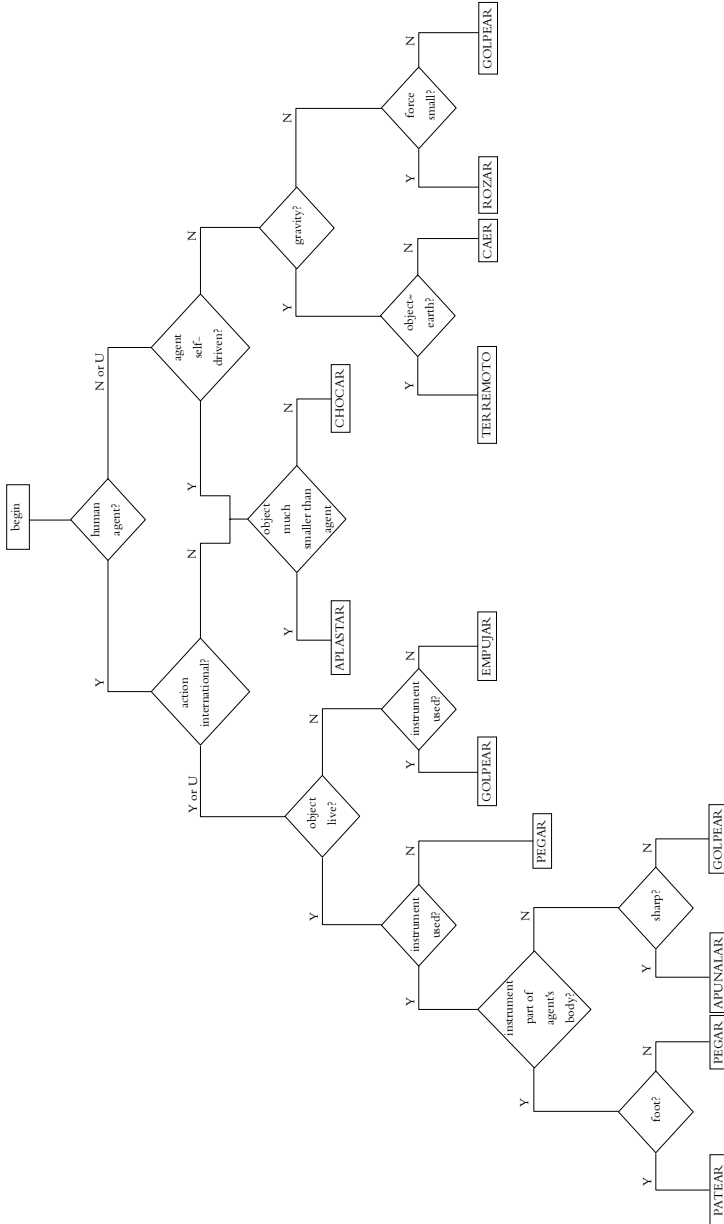 begin
human
agent?
Y
N or U
action
international?
agent
self-
driven?
Y or U
N
Y
N
object
live?
object
much
smaller than
agent
gravity?
Y
N
Y
N
Y
N
APLASTAR
CHOCAR
instrument
used?
instrument
used?
object-
earth?
force
small?
Y
N
Y
N
Y
N
Y
N
PEGAR
GOLPEAR
EMPUJAR
TERREMOTO
CAER
ROZAR
GOLPEAR
instrument
part of
agent's
body?
Y
N
foot?
sharp?
Y
N
Y
N
PATEAR
PEGAR
APUNALAR
GOLPEAR